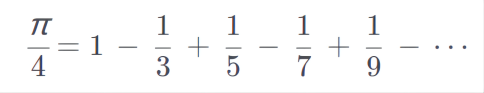 π/4 = 1 − 1/3 + 1/5 − 1/7 + 1/9 − ⋯